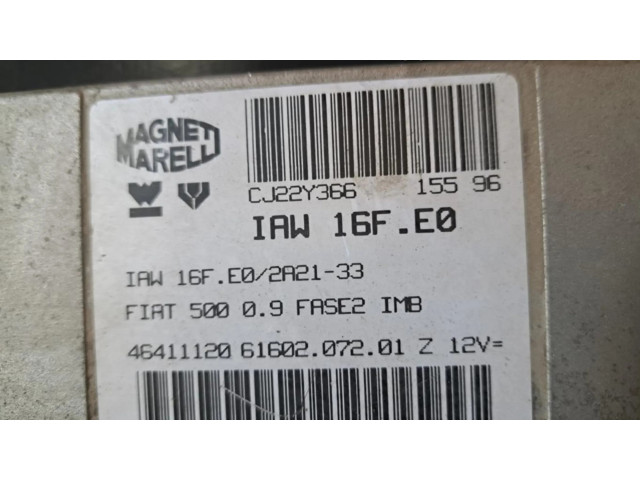 MAGNETI
MARELLI
CJ22Y366 155 96
IAW 16F.E0
IAW 16F.E0/2A21-33
FIAT 500 0.9 FASE2 IMB
46411120 61602.072.01 Z 12V=